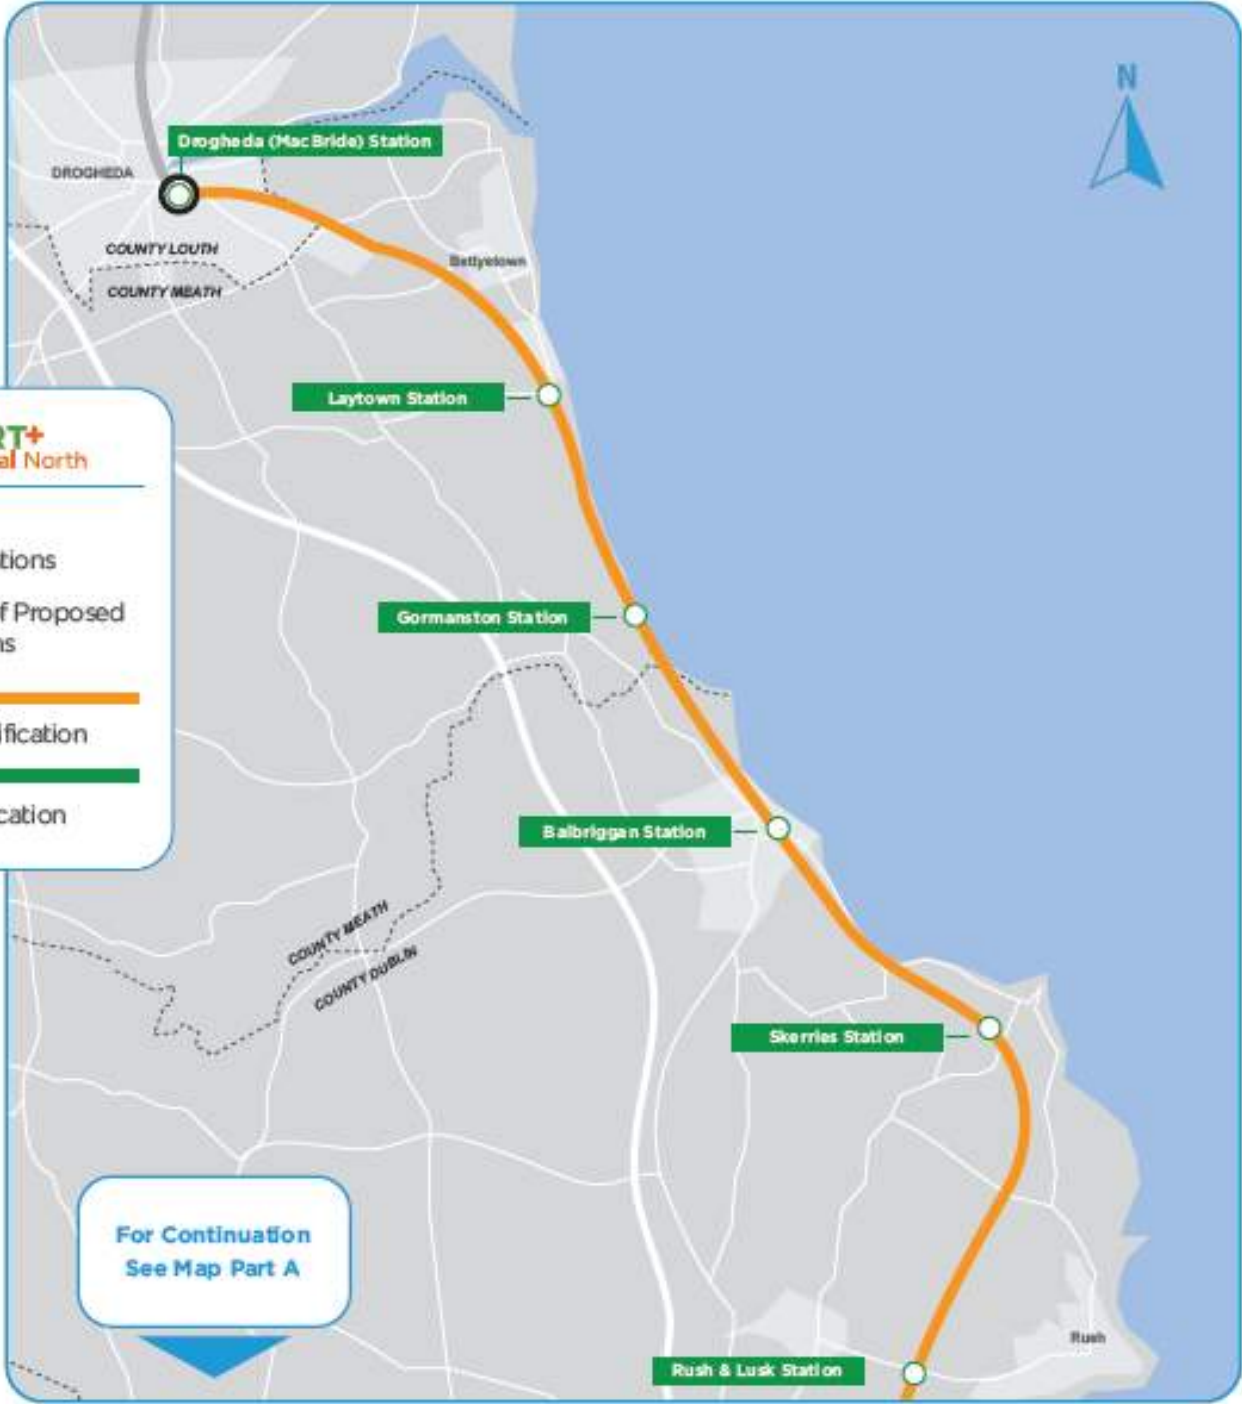 N
Drogheda (MacBride) Station
DROGHEDA
COUNTY LOUTH
COUNTY MEATH
Bettyetown
Laytown Station
RT+
al North
tions
f Proposed
ns
ification
cation
Gormanston Station
Balbriggan Station
COUNTY MEATH
COUNTY DUBLIN
Skerries Station
For Continuation
See Map Part A
Rush
Rush & Lusk Station